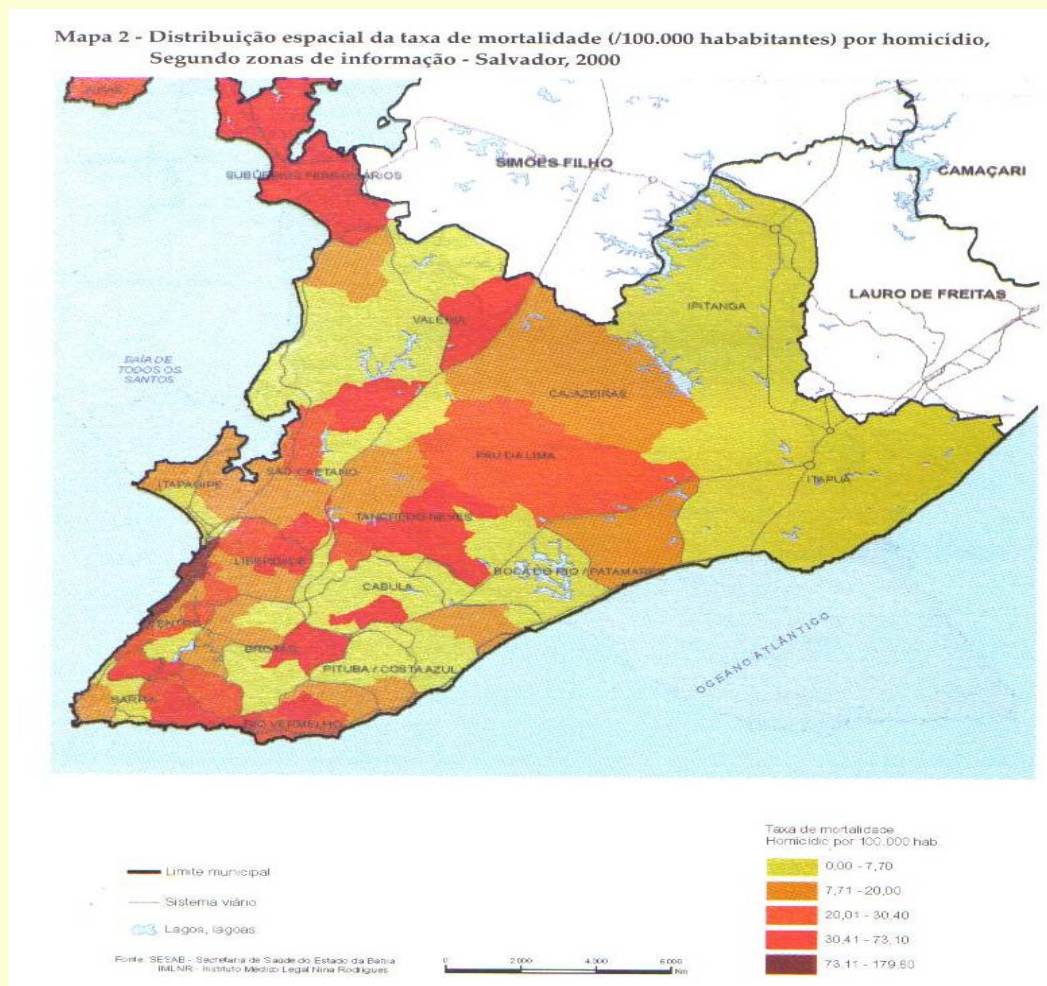 Mapa 2 - Distribuição espacial da taxa de mortalidade (/100.000 hababitantes) por homicídio,
Segundo zonas de informação - Salvador, 2000
SIMÕES FILHO
CAMAÇARI
SUBÚRBIOS FERROVIÁRIOS
LAURO DE FREITAS
IPITANGA
VALÉRIA
BAÍA DE
TODOS OS
SANTOS
CAJAZEIRAS
PAU DA LIMA
SÃO CAETANO
ITAPAGIPE
ITAPUÃ
TANCREDO NEVES
LIBERDADE
BOCA DO RIO / PATAMARES
CABULA
CENTRO
BROTAS
PITUBA / COSTA AZUL
OCEANO ATLÂNTICO
BARRA
RIO VERMELHO
Taxa de mortalidade
Homicídio por 100.000 hab.
0,00 - 7,70
7,71 - 20,00
20,01 - 30,40
30,41 - 73,10
73,11 - 179,80
Limite municipal
Sistema viário
Lagos, lagoas
Fonte: SESAB - Secretaria de Saúde do Estado da Bahia
IMLNR - Instituto Médico Legal Nina Rodrigues
0 2.000 4.000 6.000
Km